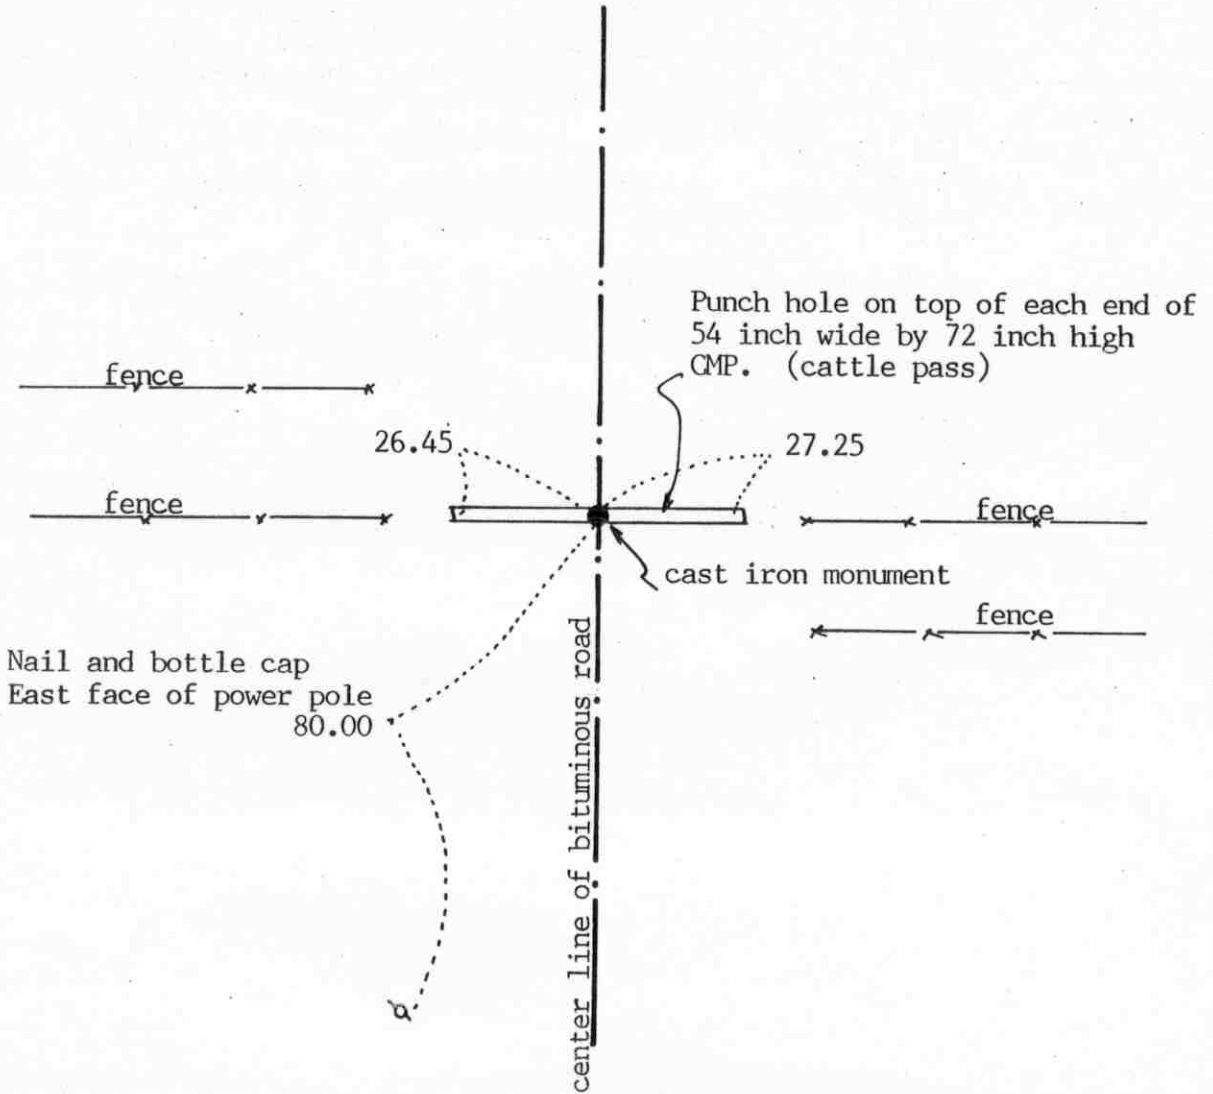 Punch hole on top of each end of
54 inch wide by 72 inch high
CMP. (cattle pass)
fence
26.45
27.25
fence
fence
cast iron monument
fence
Nail and bottle cap
East face of power pole
80.00
center line of bituminous road